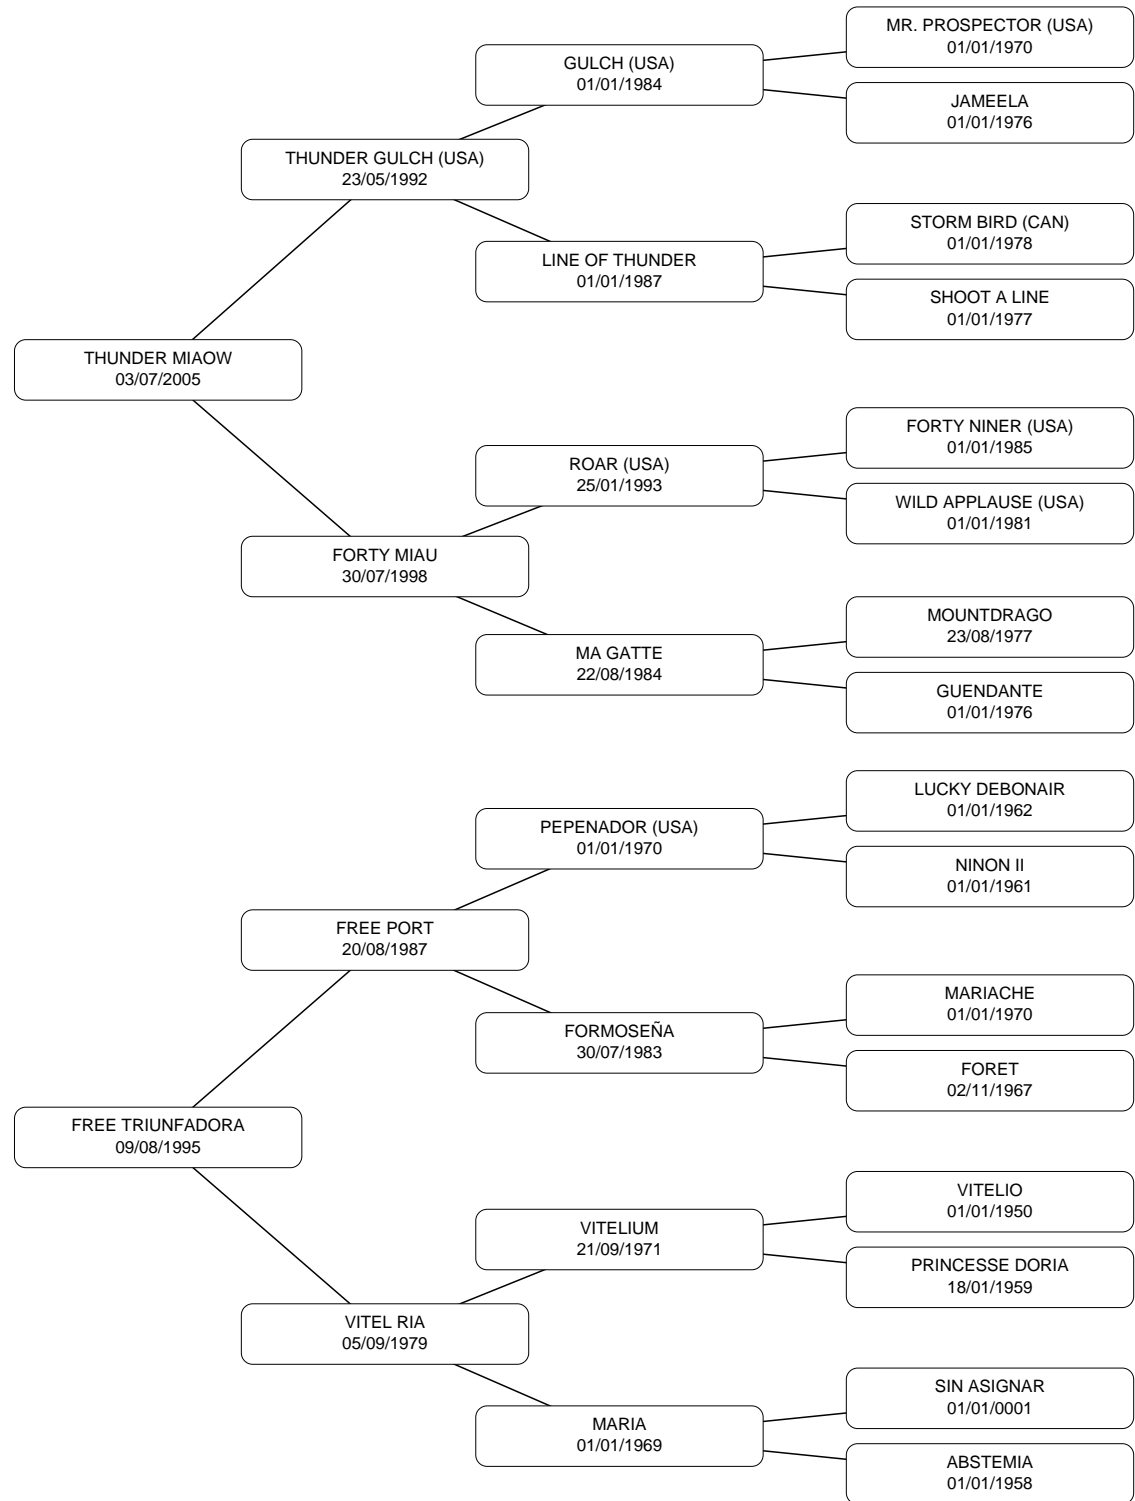 MR. PROSPECTOR (USA)
01/01/1970
GULCH (USA)
01/01/1984
JAMEELA
01/01/1976
THUNDER GULCH (USA)
23/05/1992
STORM BIRD (CAN)
01/01/1978
LINE OF THUNDER
01/01/1987
SHOOT A LINE
01/01/1977
THUNDER MIAOW
03/07/2005
FORTY NINER (USA)
01/01/1985
ROAR (USA)
25/01/1993
WILD APPLAUSE (USA)
01/01/1981
FORTY MIAU
30/07/1998
MOUNTDRAGO
23/08/1977
MA GATTE
22/08/1984
GUENDANTE
01/01/1976
LUCKY DEBONAIR
01/01/1962
PEPENADOR (USA)
01/01/1970
NINON II
01/01/1961
FREE PORT
20/08/1987
MARIACHE
01/01/1970
FORMOSEÑA
30/07/1983
FORET
02/11/1967
FREE TRIUNFADORA
09/08/1995
VITELIO
01/01/1950
VITELIUM
21/09/1971
PRINCESSE DORIA
18/01/1959
VITEL RIA
05/09/1979
SIN ASIGNAR
01/01/0001
MARIA
01/01/1969
ABSTEMIA
01/01/1958